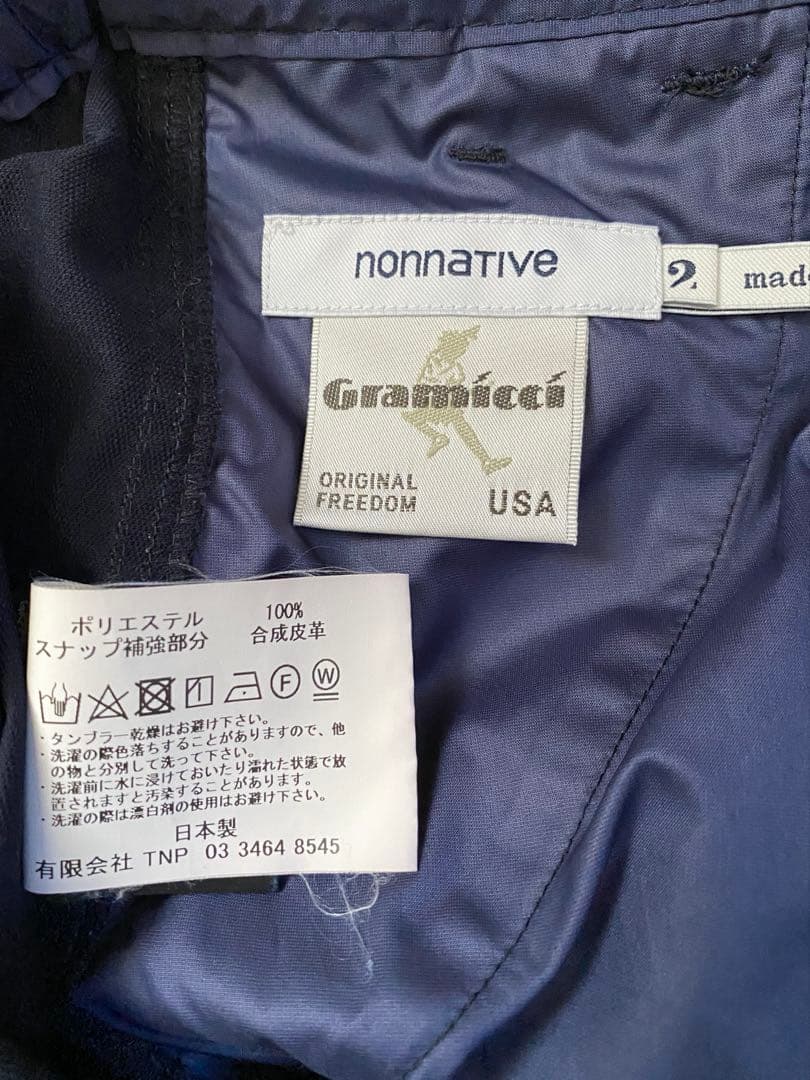 nonnative
2
made
Gramicci
ORIGINAL
FREEDOM
USA
ポリエステル 100%
スナップ補強部分 合成皮革
F W
・タンブラー乾燥はお避け下さい。
・洗濯の際色落ちすることがありますので、他
の物と分別して洗って下さい。
・洗濯前に水に浸けておいたり濡れた状態で放
置されますと汚染することがあります。
・洗濯の際は漂白剤の使用はお避け下さい。
日本製
有限会社 TNP 03 3464 8545